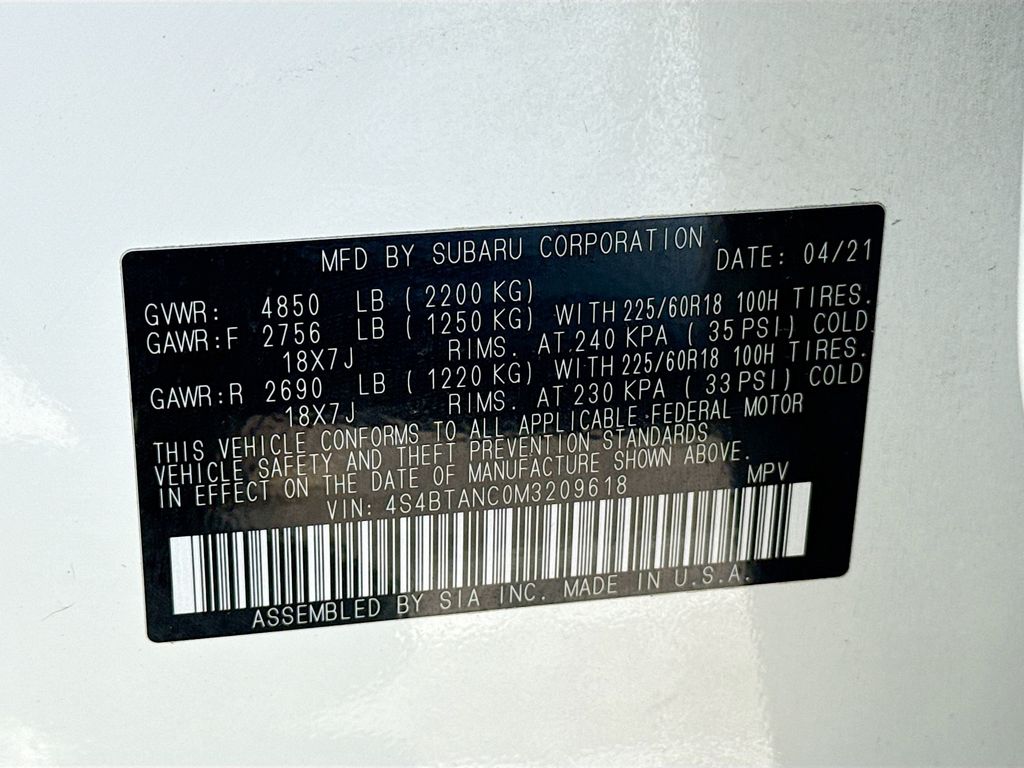 MFD BY SUBARU CORPORATION DATE: 04/21
GVWR: 4850 LB ( 2200 KG)
GAWR:F 2756 LB ( 1250 KG) WITH 225/60R18 100H TIRES.
18X7J RIMS. AT 240 KPA ( 35 PSI) COLD.
GAWR:R 2690 LB ( 1220 KG) WITH 225/60R18 100H TIRES.
18X7J RIMS. AT 230 KPA ( 33 PSI) COLD
THIS VEHICLE CONFORMS TO ALL APPLICABLE FEDERAL MOTOR
VEHICLE SAFETY AND THEFT PREVENTION STANDARDS
IN EFFECT ON THE DATE OF MANUFACTURE SHOWN ABOVE.
VIN: 4S4BTANC0M3209618 MPV
ASSEMBLED BY SIA INC. MADE IN U.S.A.